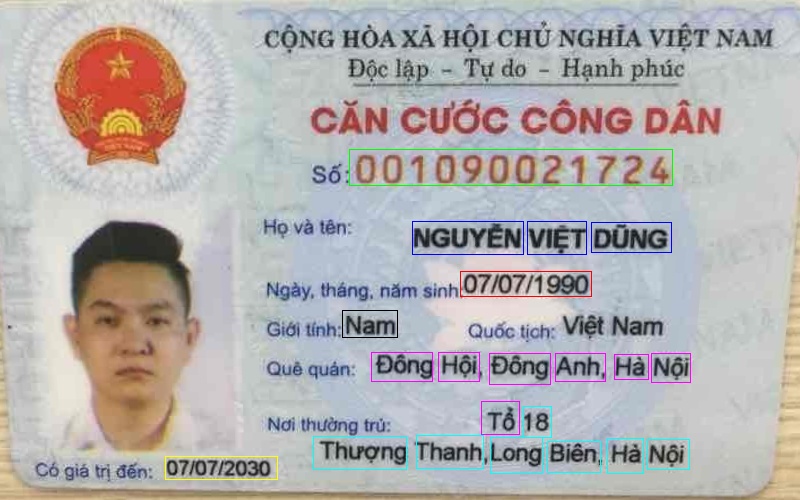 CỘNG HÒA XÃ HỘI CHỦ NGHĨA VIỆT NAM
Độc lập - Tự do - Hạnh phúc
CĂN CƯỚC CÔNG DÂN
Số: 001090021724
Họ và tên: NGUYỄN VIỆT DŨNG
Ngày, tháng, năm sinh: 07/07/1990
Giới tính: Nam Quốc tịch: Việt Nam
Quê quán: Đông Hội, Đông Anh, Hà Nội
Nơi thường trú: Tổ 18
Thượng Thanh, Long Biên, Hà Nội
Có giá trị đến: 07/07/2030